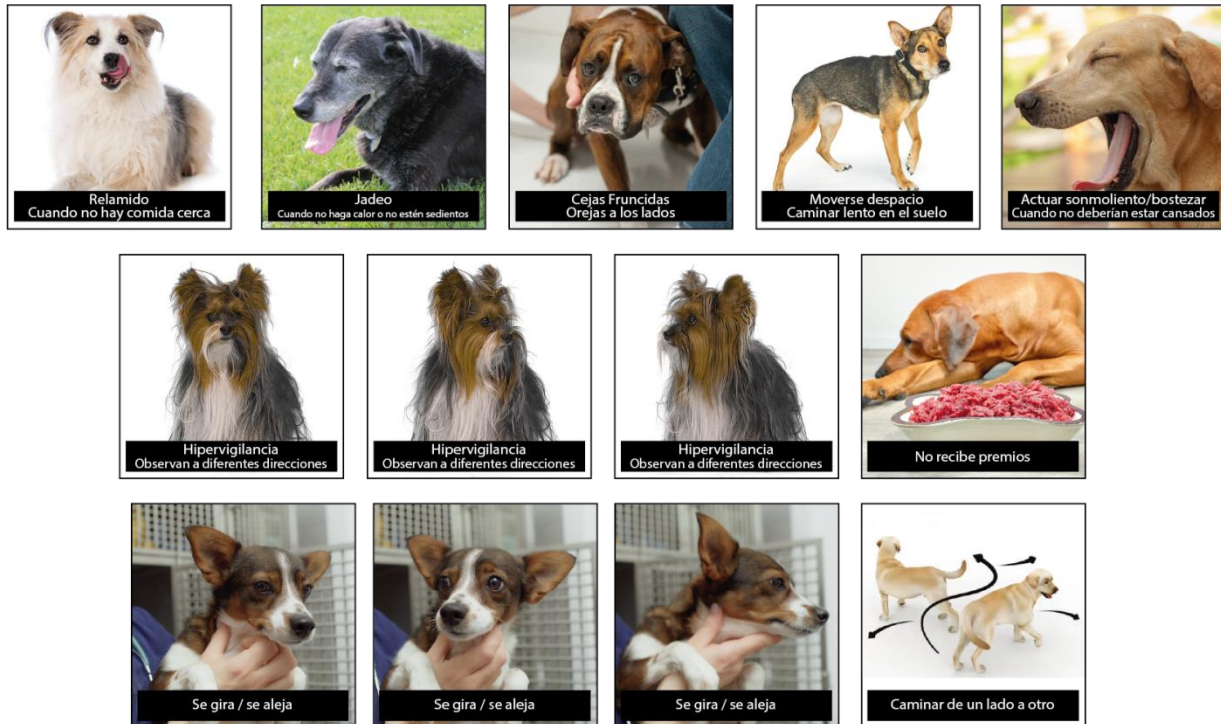 Relamido
Cuando no hay comida cerca
Jadeo
Cuando no haga calor o no estén sedientos
Cejas Fruncidas
Orejas a los lados
Moverse despacio
Caminar lento en el suelo
Actuar sonmoliento/bostezar
Cuando no deberían estar cansados
Hipervigilancia
Observan a diferentes direcciones
Hipervigilancia
Observan a diferentes direcciones
Hipervigilancia
Observan a diferentes direcciones
No recibe premios
Se gira / se aleja
Se gira / se aleja
Se gira / se aleja
Caminar de un lado a otro